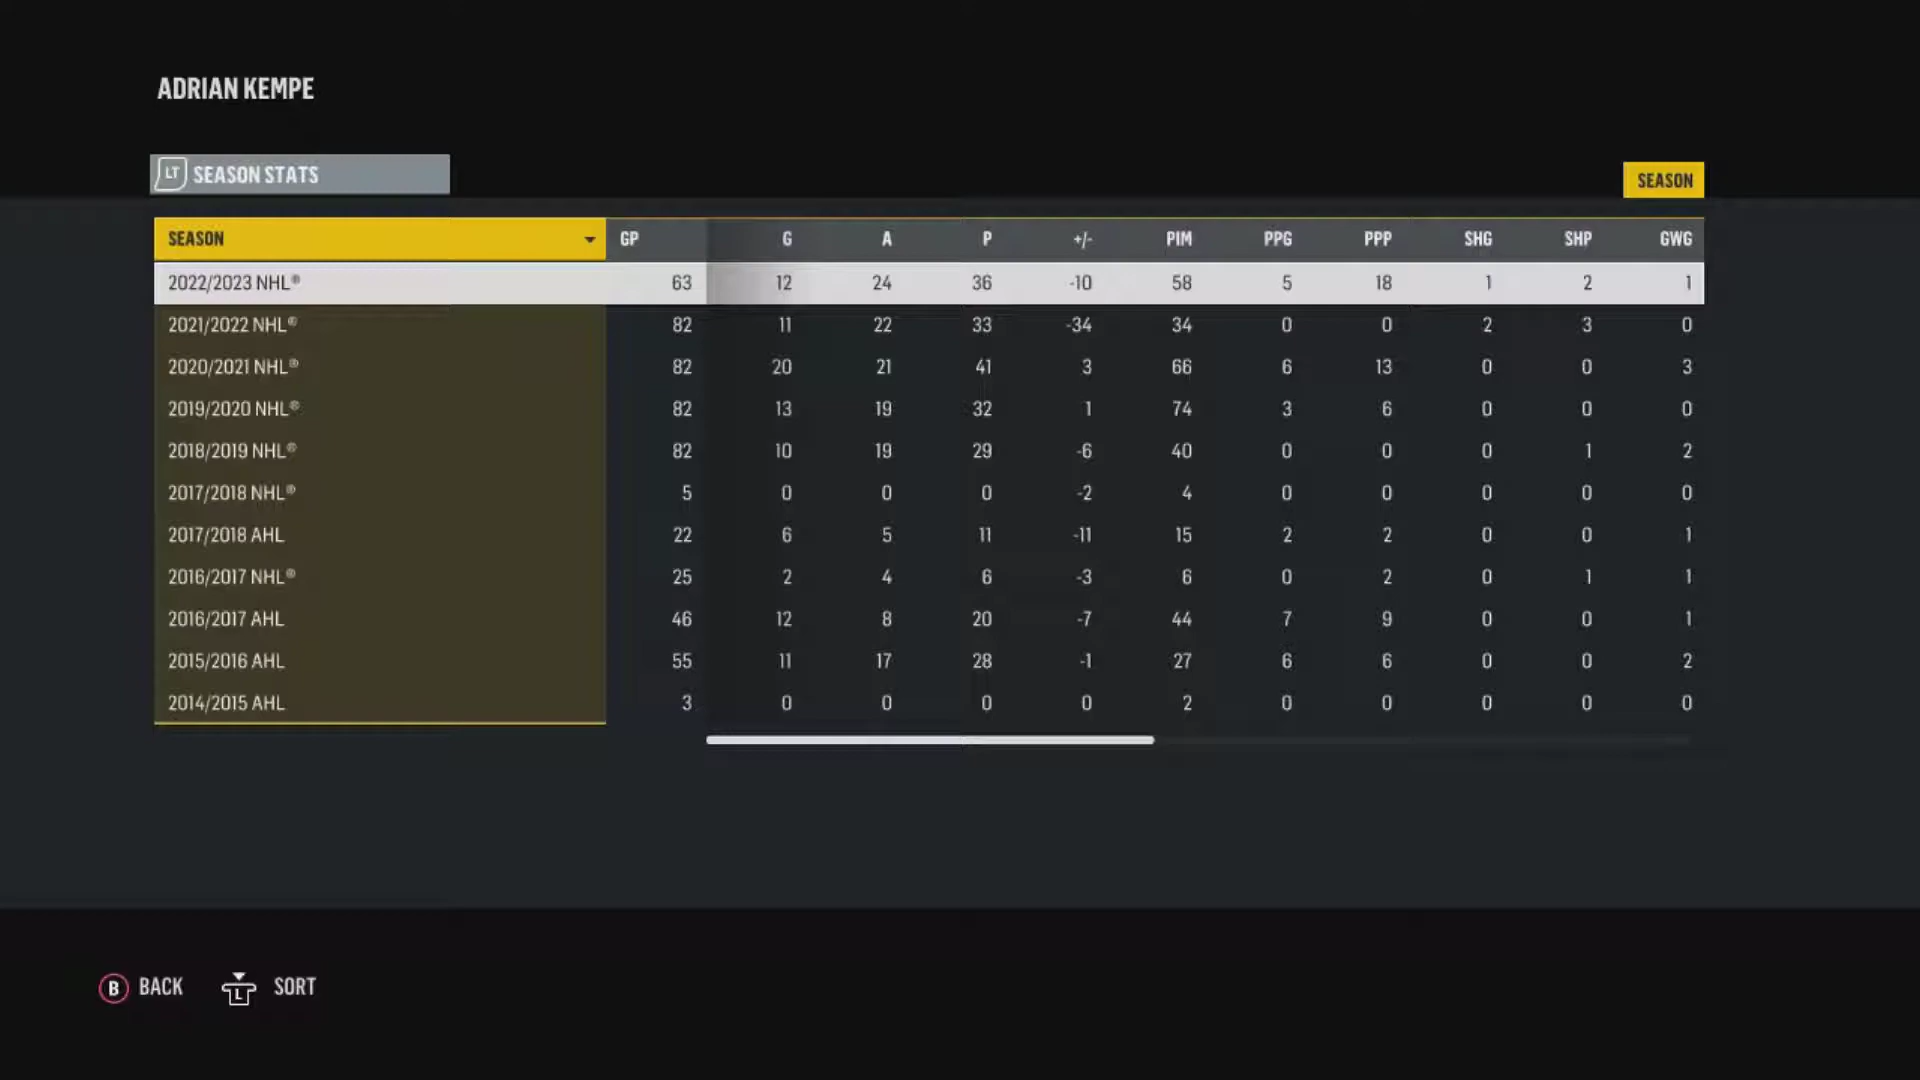 ADRIAN KEMPE
LT SEASON STATS
SEASON
SEASON GP G A P +/- PIM PPG PPP SHG SHP GWG
2022/2023 NHL® 63 12 24 36 -10 58 5 18 1 2 1
2021/2022 NHL® 82 11 22 33 -34 34 0 0 2 3 0
2020/2021 NHL® 82 20 21 41 3 66 6 13 0 0 3
2019/2020 NHL® 82 13 19 32 1 74 3 6 0 0 0
2018/2019 NHL® 82 10 19 29 -6 40 0 0 0 1 2
2017/2018 NHL® 5 0 0 0 -2 4 0 0 0 0 0
2017/2018 AHL 22 6 5 11 -11 15 2 2 0 0 1
2016/2017 NHL® 25 2 4 6 -3 6 0 2 0 1 1
2016/2017 AHL 46 12 8 20 -7 44 7 9 0 0 1
2015/2016 AHL 55 11 17 28 -1 27 6 6 0 0 2
2014/2015 AHL 3 0 0 0 0 2 0 0 0 0 0
B BACK L SORT